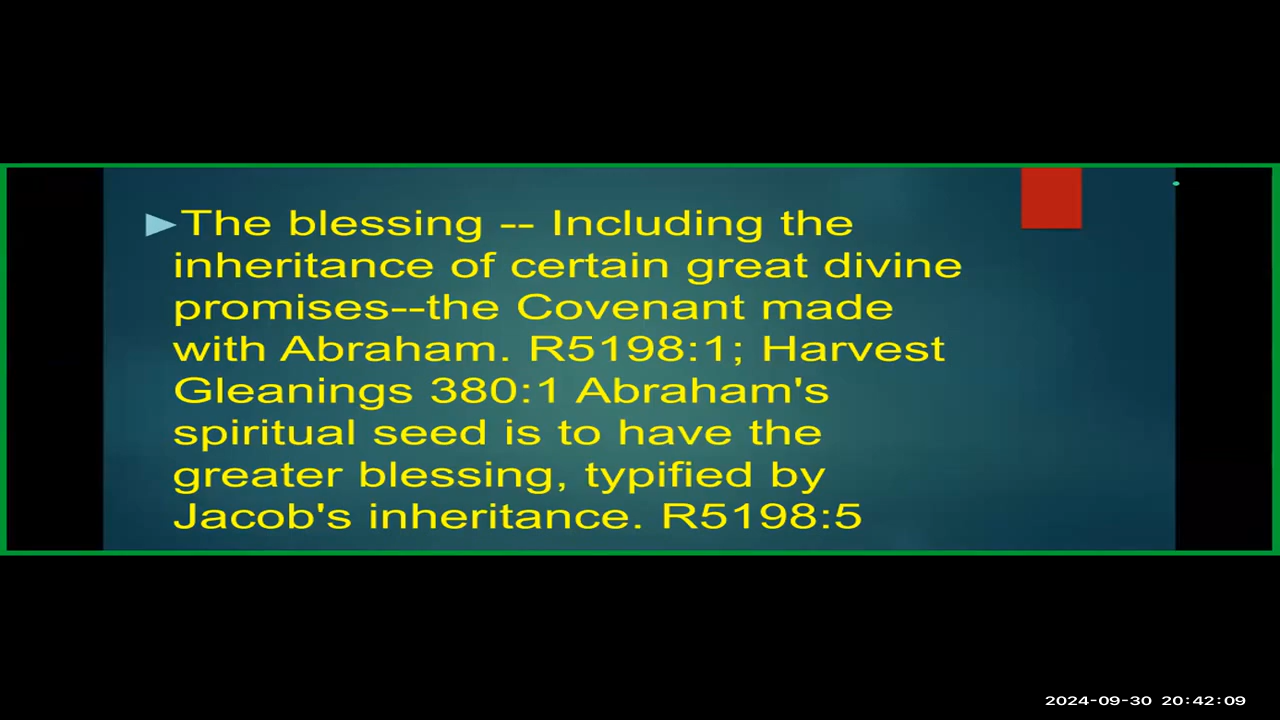 The blessing -- Including the
inheritance of certain great divine
promises--the Covenant made
with Abraham. R5198:1; Harvest
Gleanings 380:1 Abraham's
spiritual seed is to have the
greater blessing, typified by
Jacob's inheritance. R5198:5
2024-09-30 20:42:09